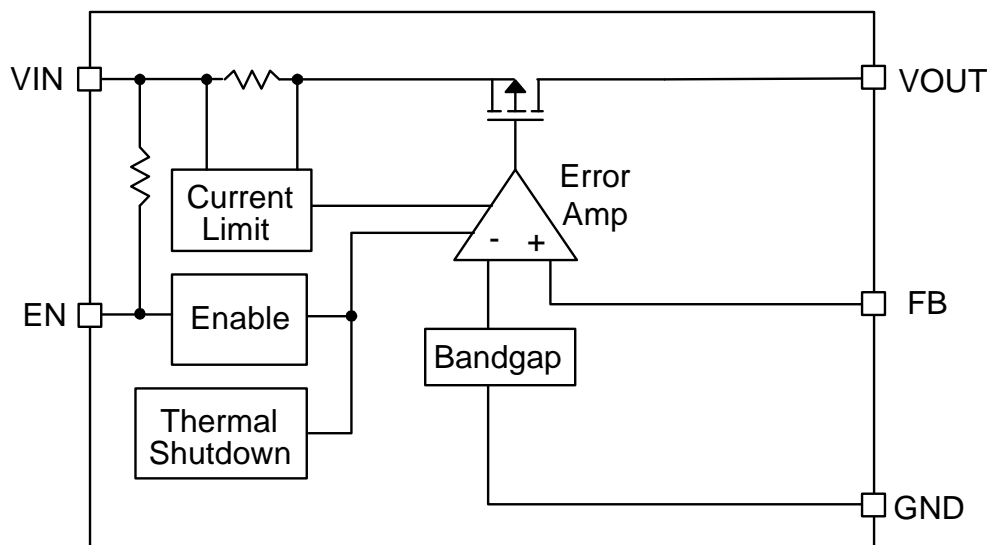 VIN
VOUT
Current
Limit
Error
Amp
- +
EN
Enable
FB
Bandgap
Thermal
Shutdown
GND